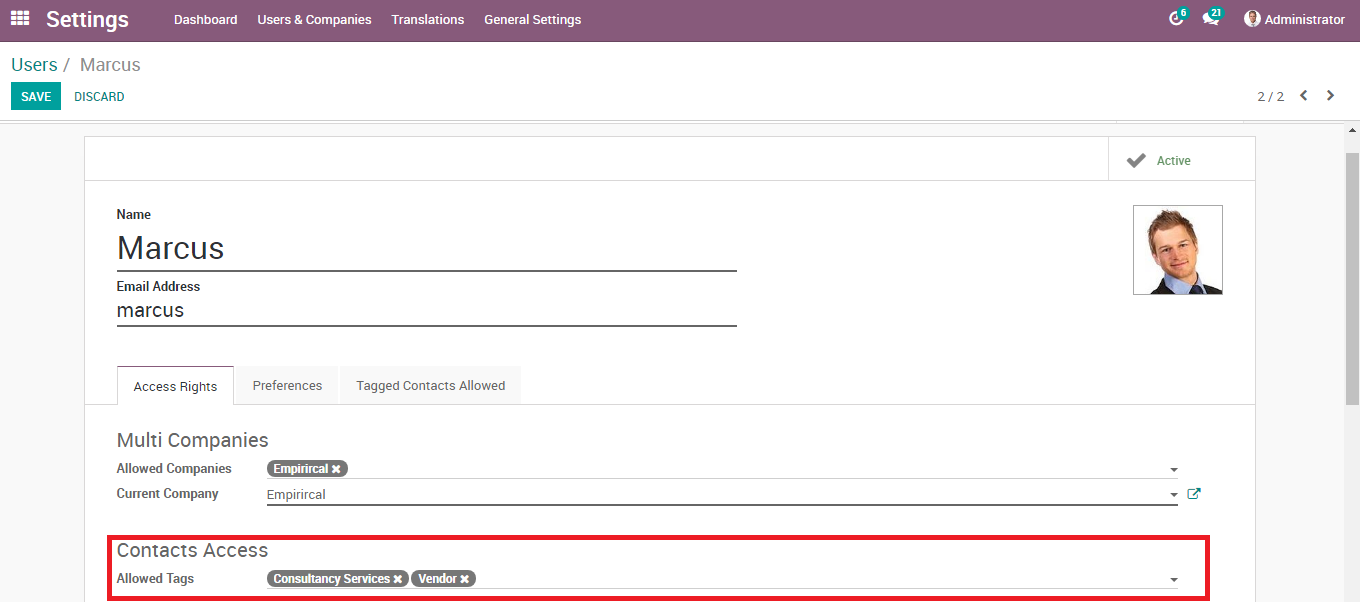 Settings Dashboard Users & Companies Translations General Settings 6 21 Administrator
Users / Marcus
SAVE DISCARD 2 / 2
Active
Name
Marcus
Email Address
marcus
Access Rights Preferences Tagged Contacts Allowed
Multi Companies
Allowed Companies Empirircal ✖
Current Company Empirircal
Contacts Access
Allowed Tags Consultancy Services ✖ Vendor ✖